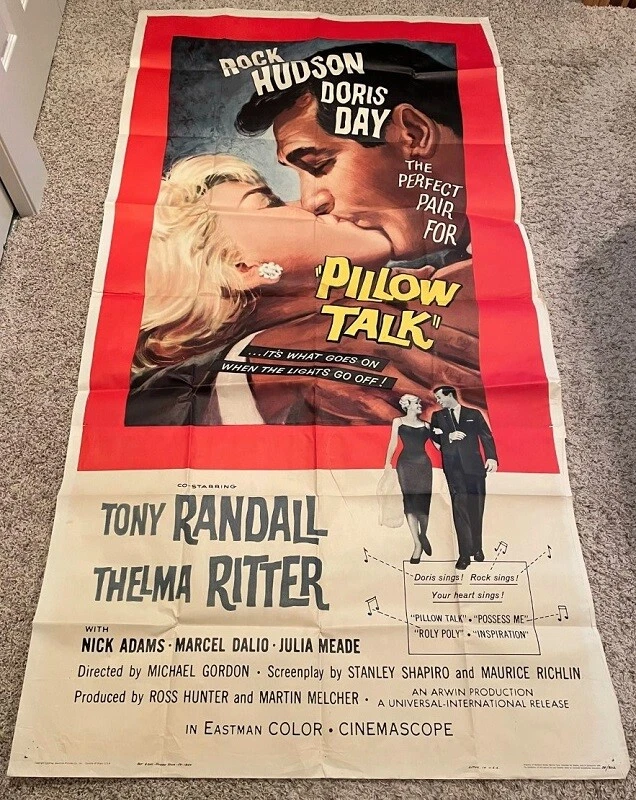 ROCK
HUDSON
DORIS
DAY
THE
PERFECT
PAIR
FOR
"PILLOW
TALK"
...IT'S WHAT GOES ON
WHEN THE LIGHTS GO OFF!
CO-STARRING
TONY RANDALL
THELMA RITTER
Doris sings! Rock sings!
Your heart sings!
"PILLOW TALK" • "POSSESS ME"
"ROLY POLY" • "INSPIRATION"
WITH
NICK ADAMS · MARCEL DALIO · JULIA MEADE
Directed by MICHAEL GORDON · Screenplay by STANLEY SHAPIRO and MAURICE RICHLIN
Produced by ROSS HUNTER and MARTIN MELCHER ·
AN ARWIN PRODUCTION
A UNIVERSAL-INTERNATIONAL RELEASE
IN EASTMAN COLOR • CINEMASCOPE